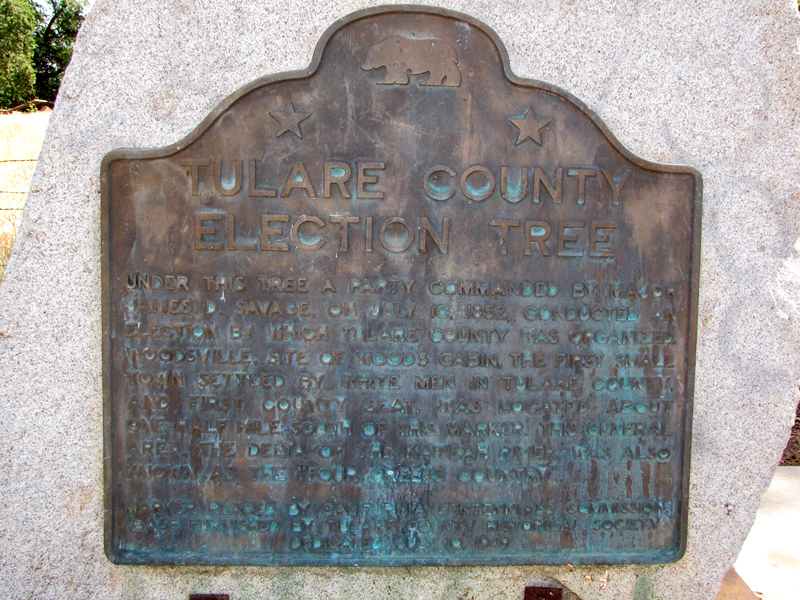 TULARE COUNTY
ELECTION TREE
UNDER THIS TREE A PARTY COMMANDED BY MAJOR
JAMES D. SAVAGE, ON JULY 10, 1852, CONDUCTED AN
ELECTION BY WHICH TULARE COUNTY WAS ORGANIZED.
WOODSVILLE, SITE OF WOODS CABIN, THE FIRST SMALL
TOWN SETTLED BY WHITE MEN IN TULARE COUNTY,
AND FIRST COUNTY SEAT, WAS LOCATED ABOUT
ONE HALF MILE SOUTH OF THIS MARKER. THIS GENERAL
AREA, THE DELTA OF THE KAWEAH RIVER, WAS ALSO
KNOWN AS THE "FOUR CREEKS COUNTRY"
MARKER PLACED BY CALIFORNIA CENTENNIALS COMMISSION.
BASE FURNISHED BY TULARE COUNTY HISTORICAL SOCIETY
DEDICATED JULY 10, 1949